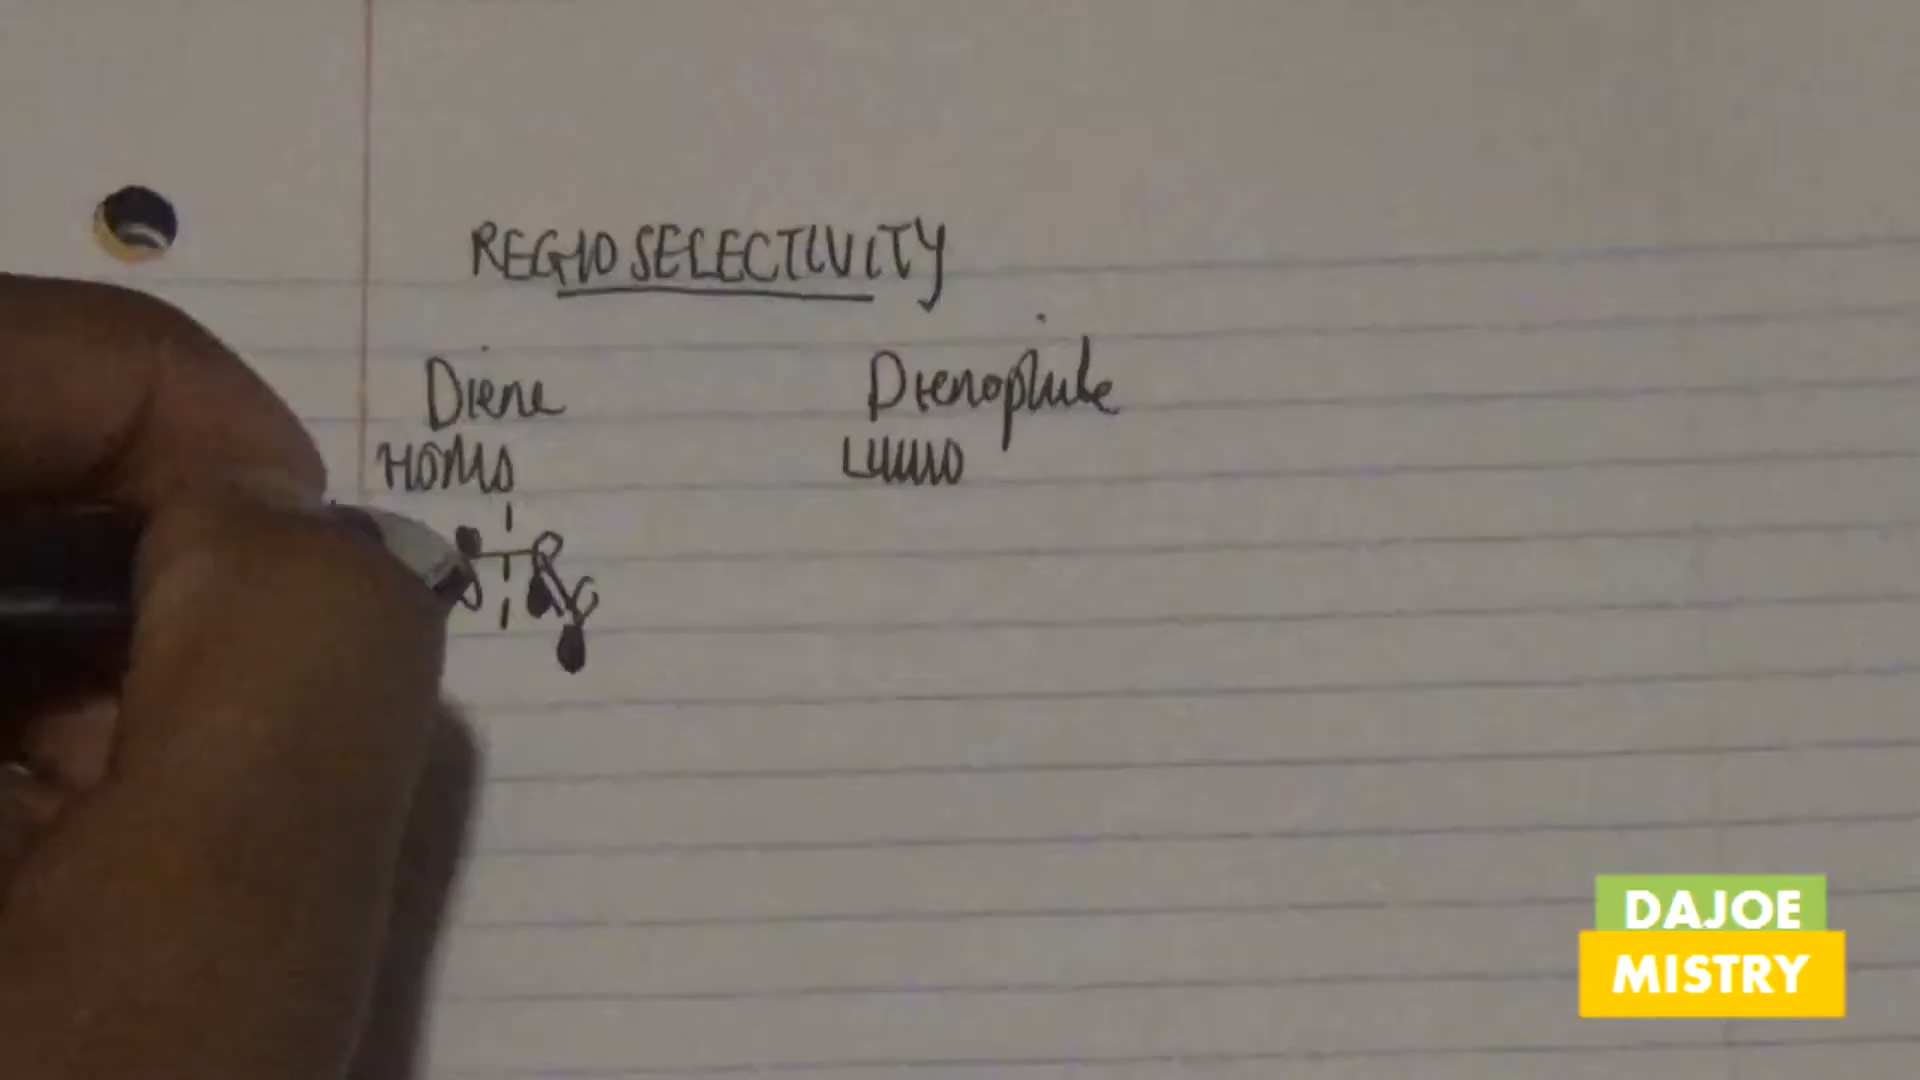 REGIOSELECTIVITY
Diene Dienophile
HOMO LUMO
DAJOE
MISTRY